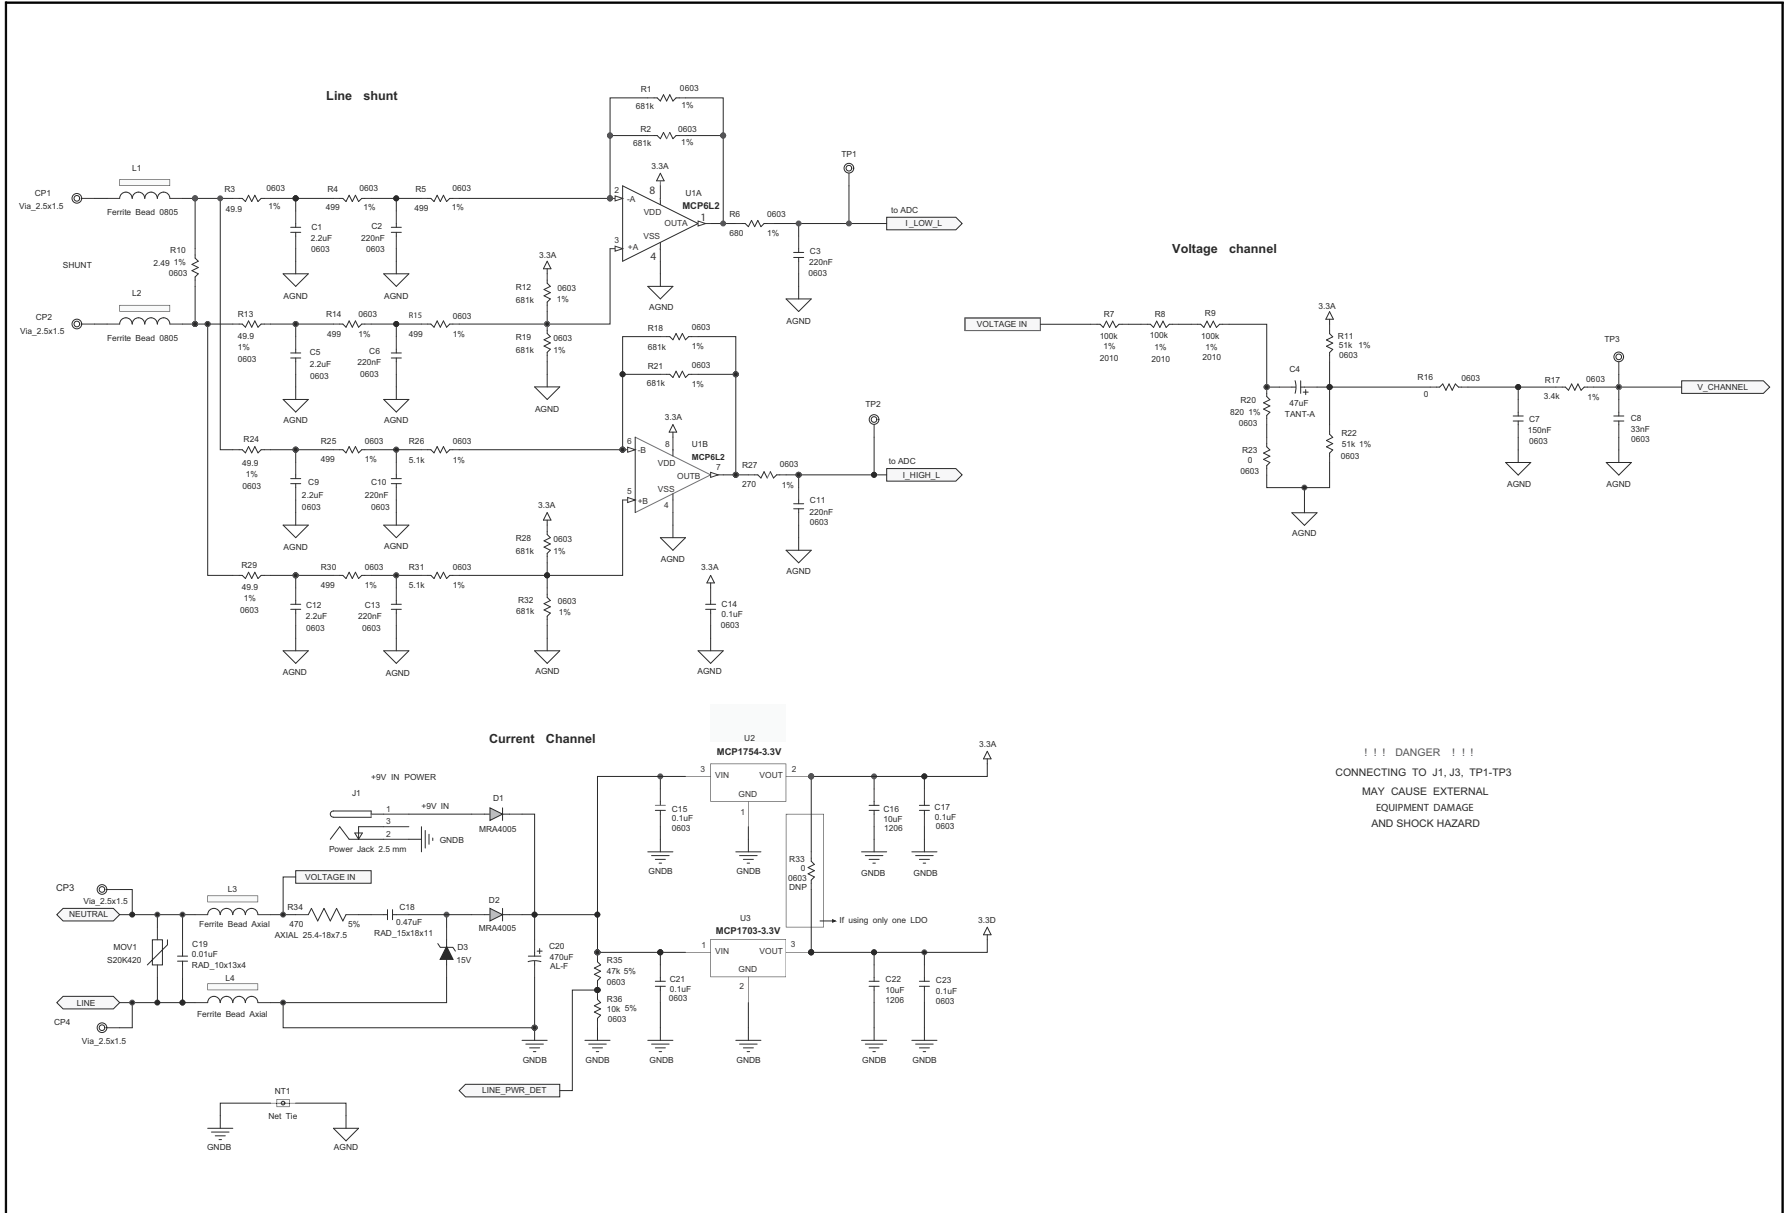 Line shunt
R1 0603
681k 1%
R2 0603
681k 1%
TP1
L1
Ferrite Bead 0805
CP1
Via_2.5x1.5
R3 0603
49.9 1%
R4 0603
499 1%
R5 0603
499 1%
3.3A
U1A
MCP6L2
2 -A
8
VDD
OUTA 1
VSS
3 +A
4
AGND
R6 0603
680 1%
to ADC
I_LOW_L
C1
2.2uF
0603
AGND
C2
220nF
0603
AGND
C3
220nF
0603
AGND
R10
2.49 1%
0603
SHUNT
L2
Ferrite Bead 0805
CP2
Via_2.5x1.5
3.3A
R12 0603
681k 1%
R13
49.9
1%
0603
R14 0603
499 1%
R15 0603
499 1%
R19 0603
681k 1%
AGND
C5
2.2uF
0603
AGND
C6
220nF
0603
AGND
R18 0603
681k 1%
R21 0603
681k 1%
TP2
R24
49.9
1%
0603
R25 0603
499 1%
R26 0603
5.1k 1%
3.3A
U1B
MCP6L2
6 -B
8
VDD
OUTB 7
VSS
5 +B
4
AGND
R27 0603
270 1%
to ADC
I_HIGH_L
C9
2.2uF
0603
AGND
C10
220nF
0603
AGND
C11
220nF
0603
AGND
3.3A
R28 0603
681k 1%
R29
49.9
1%
0603
R30 0603
499 1%
R31 0603
5.1k 1%
R32 0603
681k 1%
AGND
C12
2.2uF
0603
AGND
C13
220nF
0603
AGND
3.3A
C14
0.1uF
0603
AGND
Voltage channel
VOLTAGE IN
R7
100k
1%
2010
R8
100k
1%
2010
R9
100k
1%
2010
3.3A
R11
51k 1%
0603
C4
47uF
TANT-A
R20
820 1%
0603
R23
0
0603
R22
51k 1%
0603
AGND
R16 0603
0
R17 0603
3.4k 1%
TP3
V_CHANNEL
C7
150nF
0603
AGND
C8
33nF
0603
AGND
Current Channel
+9V IN POWER
J1
1
+9V IN
3
2
GNDB
Power Jack 2.5 mm
D1
MRA4005
U2
MCP1754-3.3V
3 VIN VOUT 2
GND
1
GNDB
3.3A
C15
0.1uF
0603
GNDB
C16
10uF
1206
GNDB
C17
0.1uF
0603
GNDB
R33
0
0603
DNP
If using only one LDO
CP3
Via_2.5x1.5
NEUTRAL
VOLTAGE IN
L3
Ferrite Bead Axial
R34
470 5%
AXIAL 25.4-18x7.5
C18
0.47uF
RAD_15x18x11
D2
MRA4005
MOV1
S20K420
C19
0.01uF
RAD_10x13x4
D3
15V
C20
470uF
AL-F
GNDB
L4
Ferrite Bead Axial
LINE
CP4
Via_2.5x1.5
R35
47k 5%
0603
R36
10k 5%
0603
GNDB
LINE_PWR_DET
U3
MCP1703-3.3V
1 VIN VOUT 3
GND
2
GNDB
3.3D
C21
0.1uF
0603
GNDB
C22
10uF
1206
GNDB
C23
0.1uF
0603
GNDB
NT1
Net Tie
GNDB
AGND
! ! ! DANGER ! ! !
CONNECTING TO J1, J3, TP1-TP3
MAY CAUSE EXTERNAL
EQUIPMENT DAMAGE
AND SHOCK HAZARD